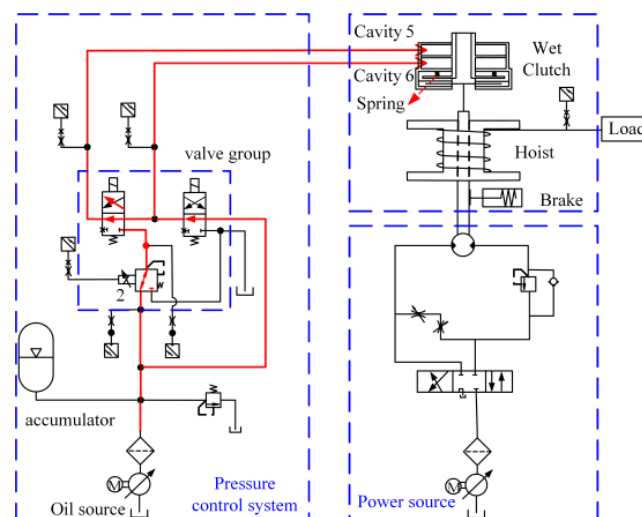 Cavity 5
Cavity 6
Spring
Wet
Clutch
Load
Hoist
Brake
valve group
2
accumulator
M
Oil source
Pressure
control system
M
Power source